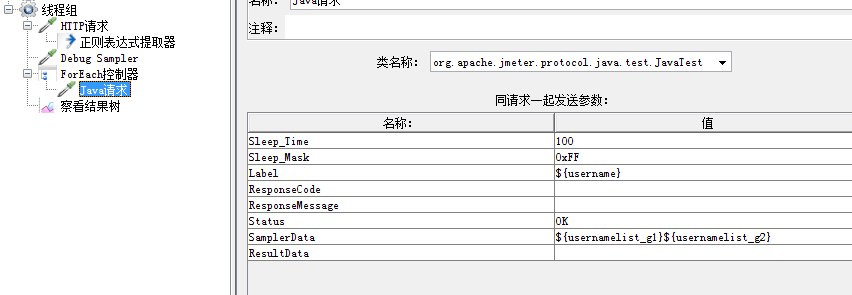 线程组
HTTP请求
正则表达式提取器
Debug Sampler
ForEach控制器
Java请求
察看结果树
名称： Java请求
注释：
类名称： org.apache.jmeter.protocol.java.test.JavaTest
同请求一起发送参数：
名称： 值
Sleep_Time 100
Sleep_Mask 0xFF
Label ${username}
ResponseCode
ResponseMessage
Status OK
SamplerData ${usernamelist_g1}${usernamelist_g2}
ResultData